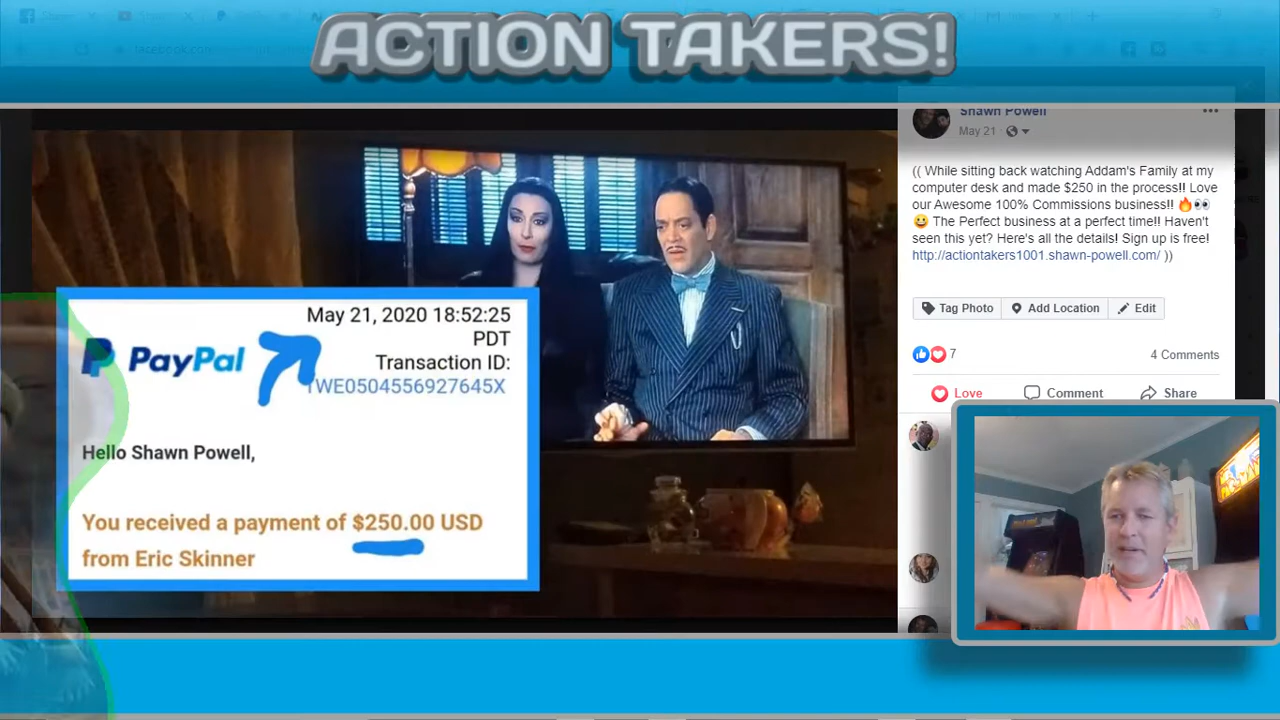 ACTION TAKERS!
Shawn Powell
May 21
(( While sitting back watching Addam's Family at my
computer desk and made $250 in the process!! Love
our Awesome 100% Commissions business!! 🔥👀
😀 The Perfect business at a perfect time!! Haven't
seen this yet? Here's all the details! Sign up is free!
http://actiontakers1001.shawn-powell.com/ ))
Tag Photo Add Location Edit
7 4 Comments
Love Comment Share
May 21, 2020 18:52:25
PDT
Transaction ID:
PayPal
WE0504556927645X
Hello Shawn Powell,
You received a payment of $250.00 USD
from Eric Skinner